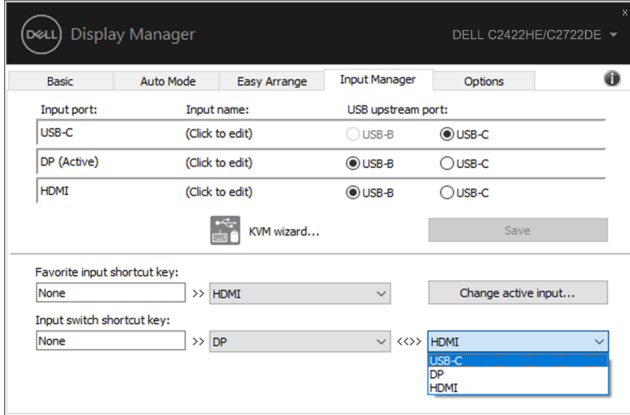 DELL Display Manager DELL C2422HE/C2722DE
x
Basic Auto Mode Easy Arrange Input Manager Options i
Input port: Input name: USB upstream port:
USB-C (Click to edit) USB-B USB-C
DP (Active) (Click to edit) USB-B USB-C
HDMI (Click to edit) USB-B USB-C
KVM wizard... Save
Favorite input shortcut key:
None >> HDMI Change active input...
Input switch shortcut key:
None >> DP <<>> HDMI
USB-C
DP
HDMI